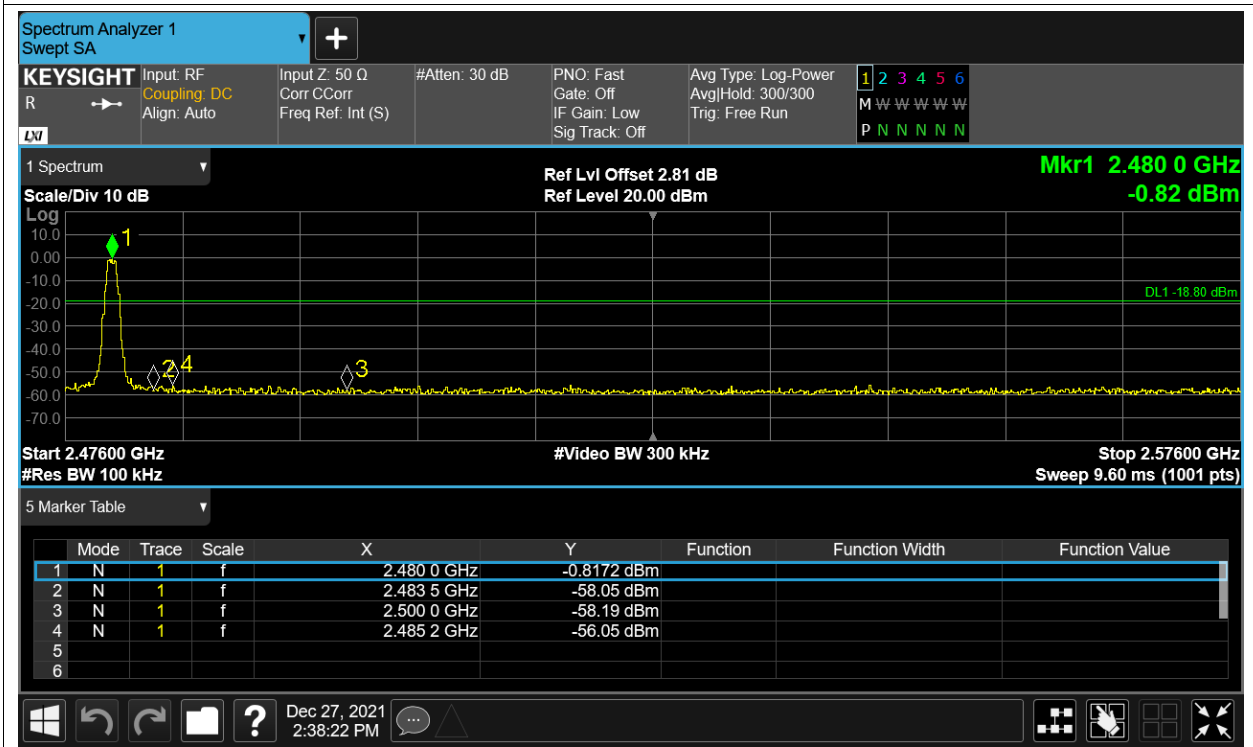 Spectrum Analyzer 1
Swept SA
+
KEYSIGHT
R
LXI
Input: RF
Coupling: DC
Align: Auto
Input Z: 50 Ω
Corr CCorr
Freq Ref: Int (S)
#Atten: 30 dB
PNO: Fast
Gate: Off
IF Gain: Low
Sig Track: Off
Avg Type: Log-Power
Avg|Hold: 300/300
Trig: Free Run
1 2 3 4 5 6
M W W W W W
P N N N N N
1 Spectrum
Scale/Div 10 dB
Ref Lvl Offset 2.81 dB
Ref Level 20.00 dBm
Mkr1 2.480 0 GHz
-0.82 dBm
Log
10.0
0.00
-10.0
-20.0
-30.0
-40.0
-50.0
-60.0
-70.0
1
2
4
3
DL1 -18.80 dBm
Start 2.47600 GHz
#Video BW 300 kHz
Stop 2.57600 GHz
#Res BW 100 kHz
Sweep 9.60 ms (1001 pts)
5 Marker Table
Mode Trace Scale X Y Function Function Width Function Value
1 N 1 f 2.480 0 GHz -0.8172 dBm
2 N 1 f 2.483 5 GHz -58.05 dBm
3 N 1 f 2.500 0 GHz -58.19 dBm
4 N 1 f 2.485 2 GHz -56.05 dBm
5
6
?
Dec 27, 2021
2:38:22 PM